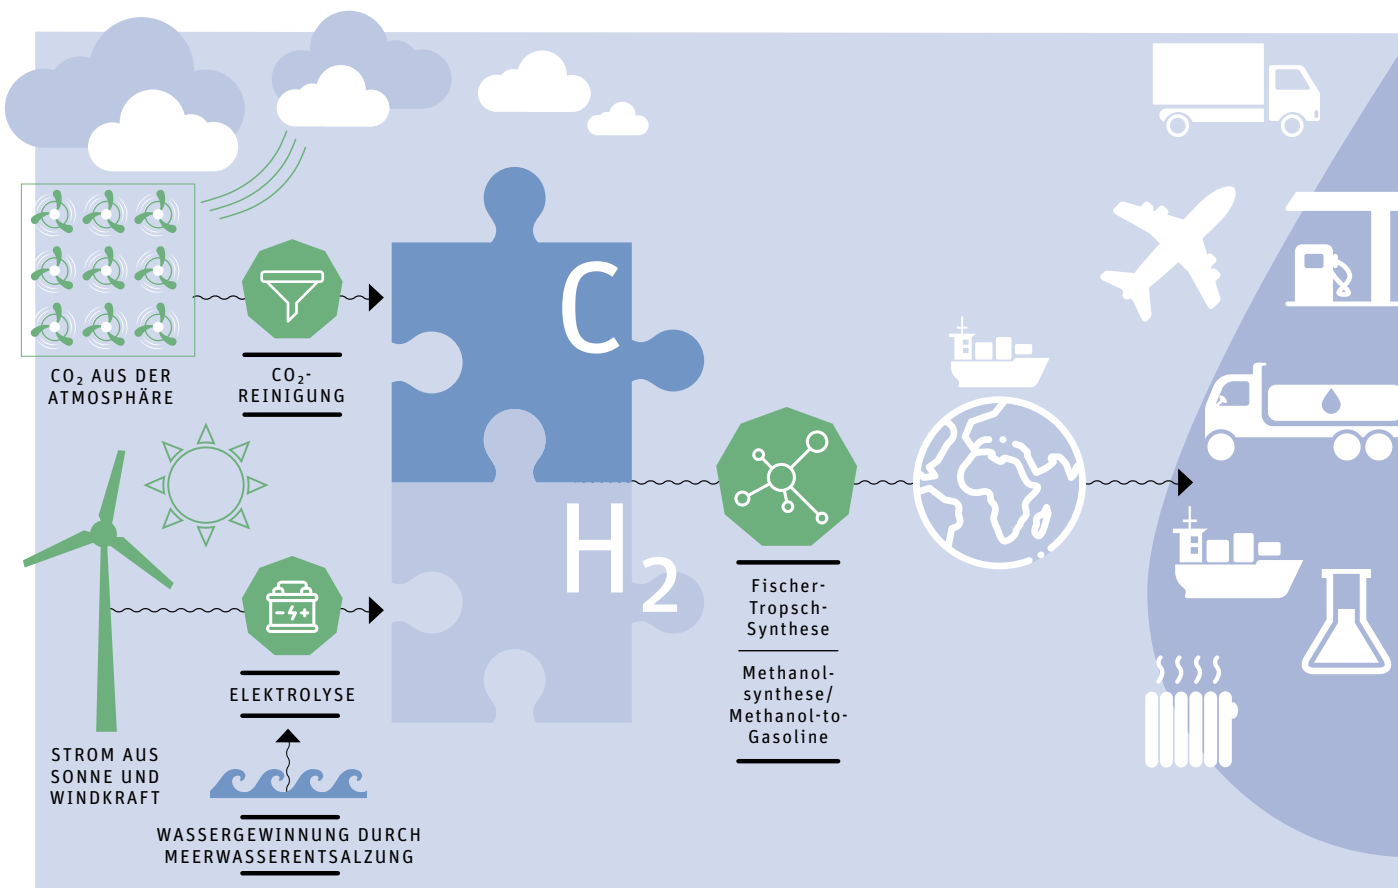 CO₂ AUS DER
ATMOSPHÄRE
CO₂-
REINIGUNG
C
H₂
STROM AUS
SONNE UND
WINDKRAFT
ELEKTROLYSE
WASSERGEWINNUNG DURCH
MEERWASSERENTSALZUNG
Fischer-
Tropsch-
Synthese
Methanol-
synthese/
Methanol-to-
Gasoline